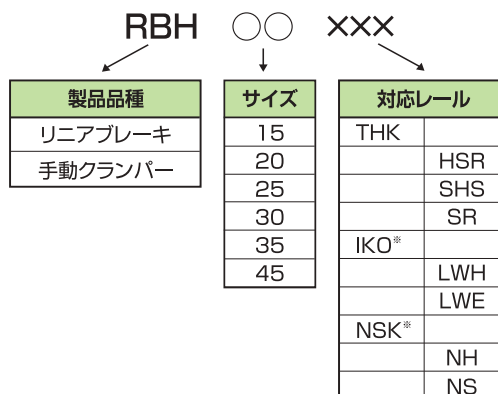 RBH ○○ ×××
製品品種
リニアブレーキ
手動クランパー
サイズ
15
20
25
30
35
45
対応レール
THK
HSR
SHS
SR
IKO※
LWH
LWE
NSK※
NH
NS